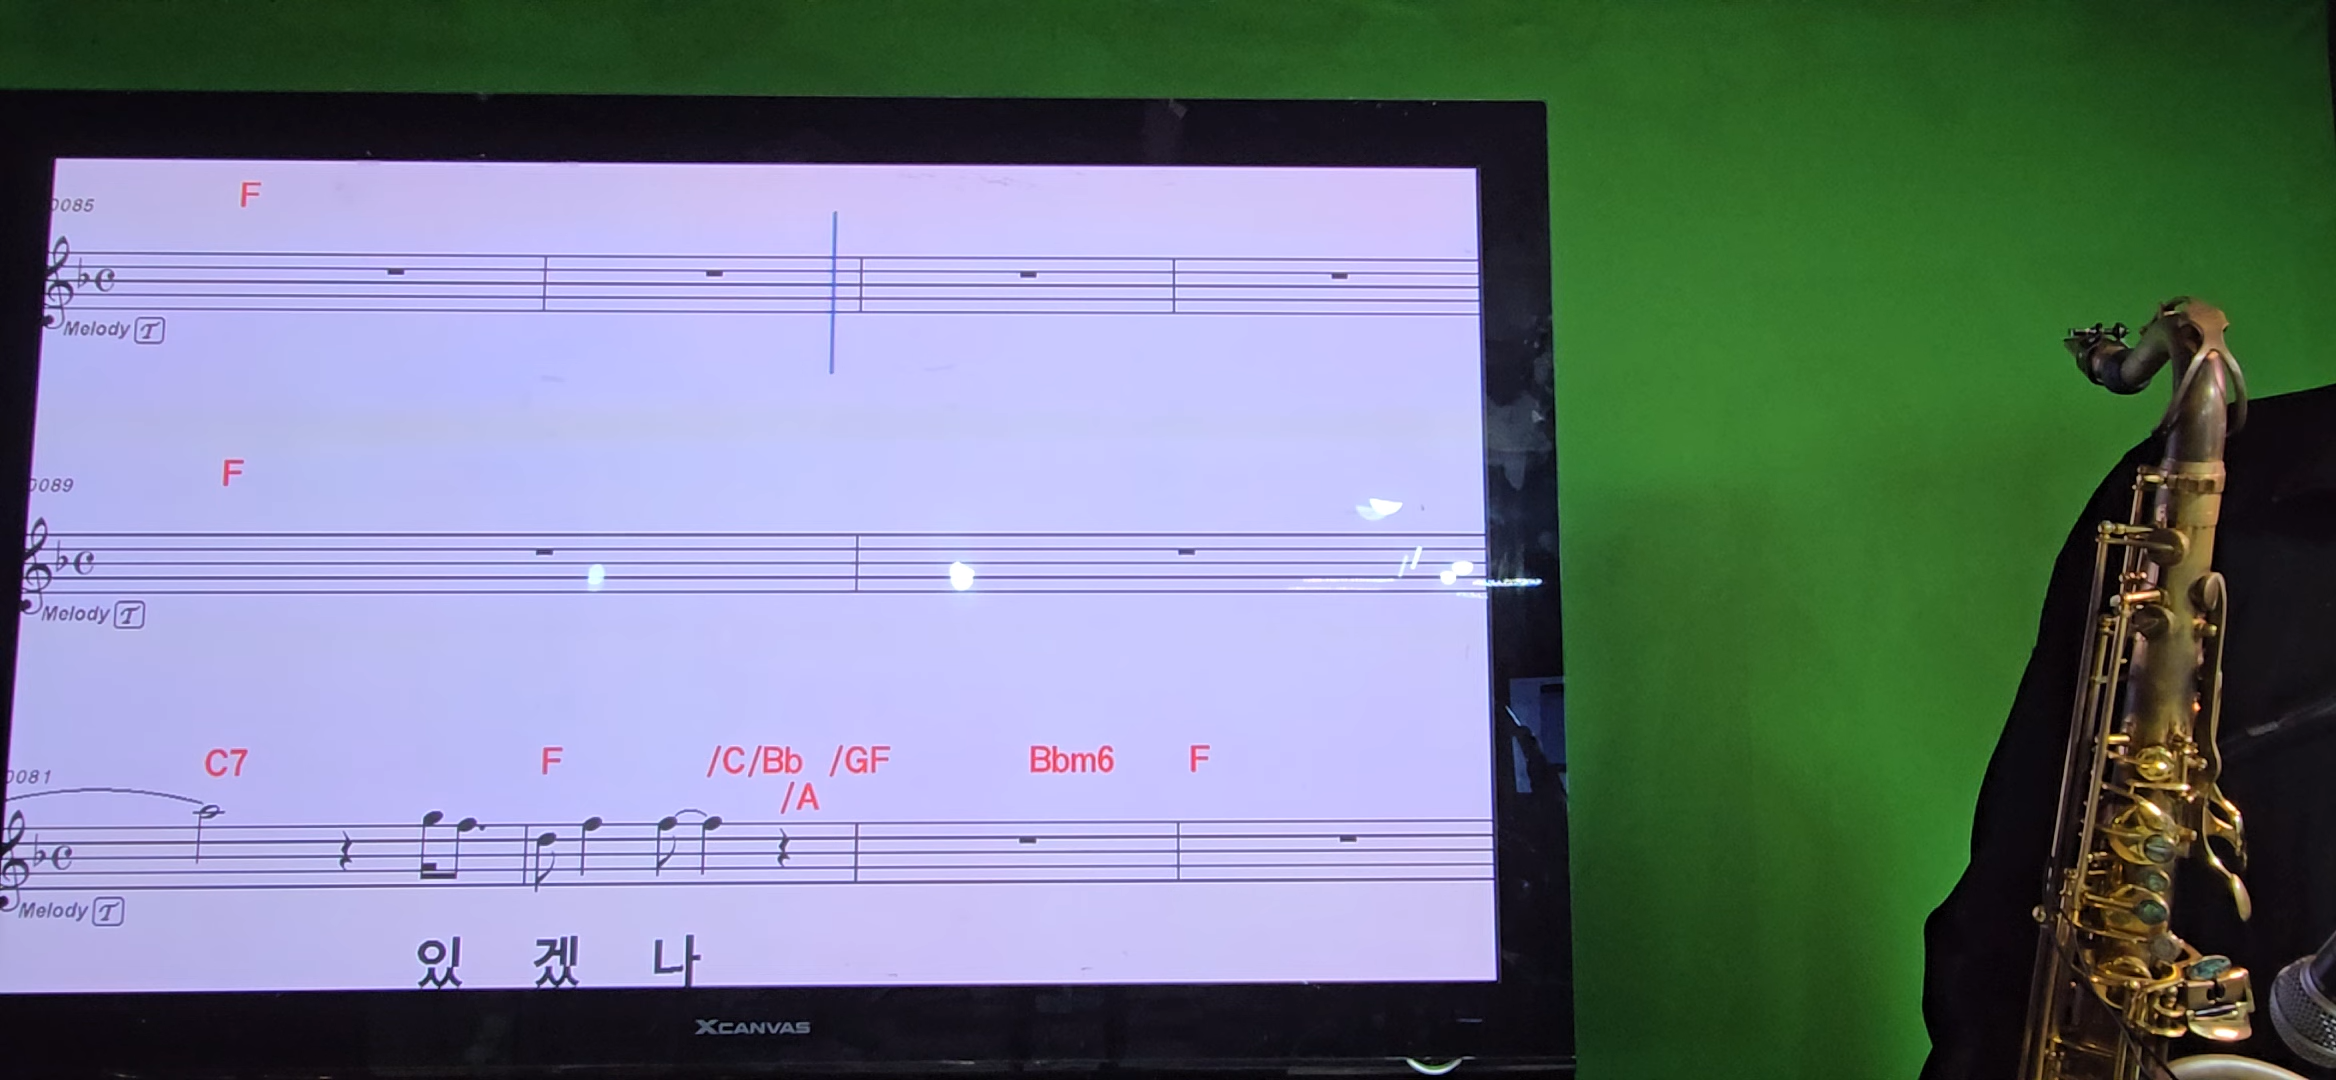 F
0085
Melody T
F
0089
Melody T
C7 F /C/Bb /GF Bbm6 F
/A
0081
Melody T
있 겠 나
XCANVAS